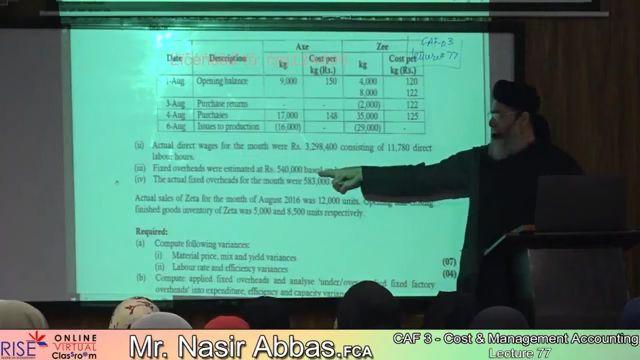 CAF-03
Lecture # 77
Axe Zee
Date Description kg Cost per kg (Rs.) kg Cost per kg (Rs.)
1-Aug Opening balance 9,000 150 4,000 120
8,000 122
3-Aug Purchase returns - - (2,000) 122
4-Aug Purchases 17,000 148 35,000 125
6-Aug Issues to production (16,000) - (29,000) -
(ii) Actual direct wages for the month were Rs. 3,298,400 consisting of 11,780 direct
labour hours.
(iii) Fixed overheads were estimated at Rs. 540,000 based
(iv) The actual fixed overheads for the month were 583,000
Actual sales of Zeta for the month of August 2016 was 12,000 units. Opening
finished goods inventory of Zeta was 5,000 and 8,500 units respectively.
Required:
(a) Compute following variances:
(i) Material price, mix and yield variances (07)
(ii) Labour rate and efficiency variances (04)
(b) Compute applied fixed overheads and analyse 'under/over fixed factory
overheads' into expenditure, efficiency and capacity
RISE ONLINE VIRTUAL Classroom
Mr. Nasir Abbas.FCA
CAF 3 - Cost & Management Accounting
Lecture 77